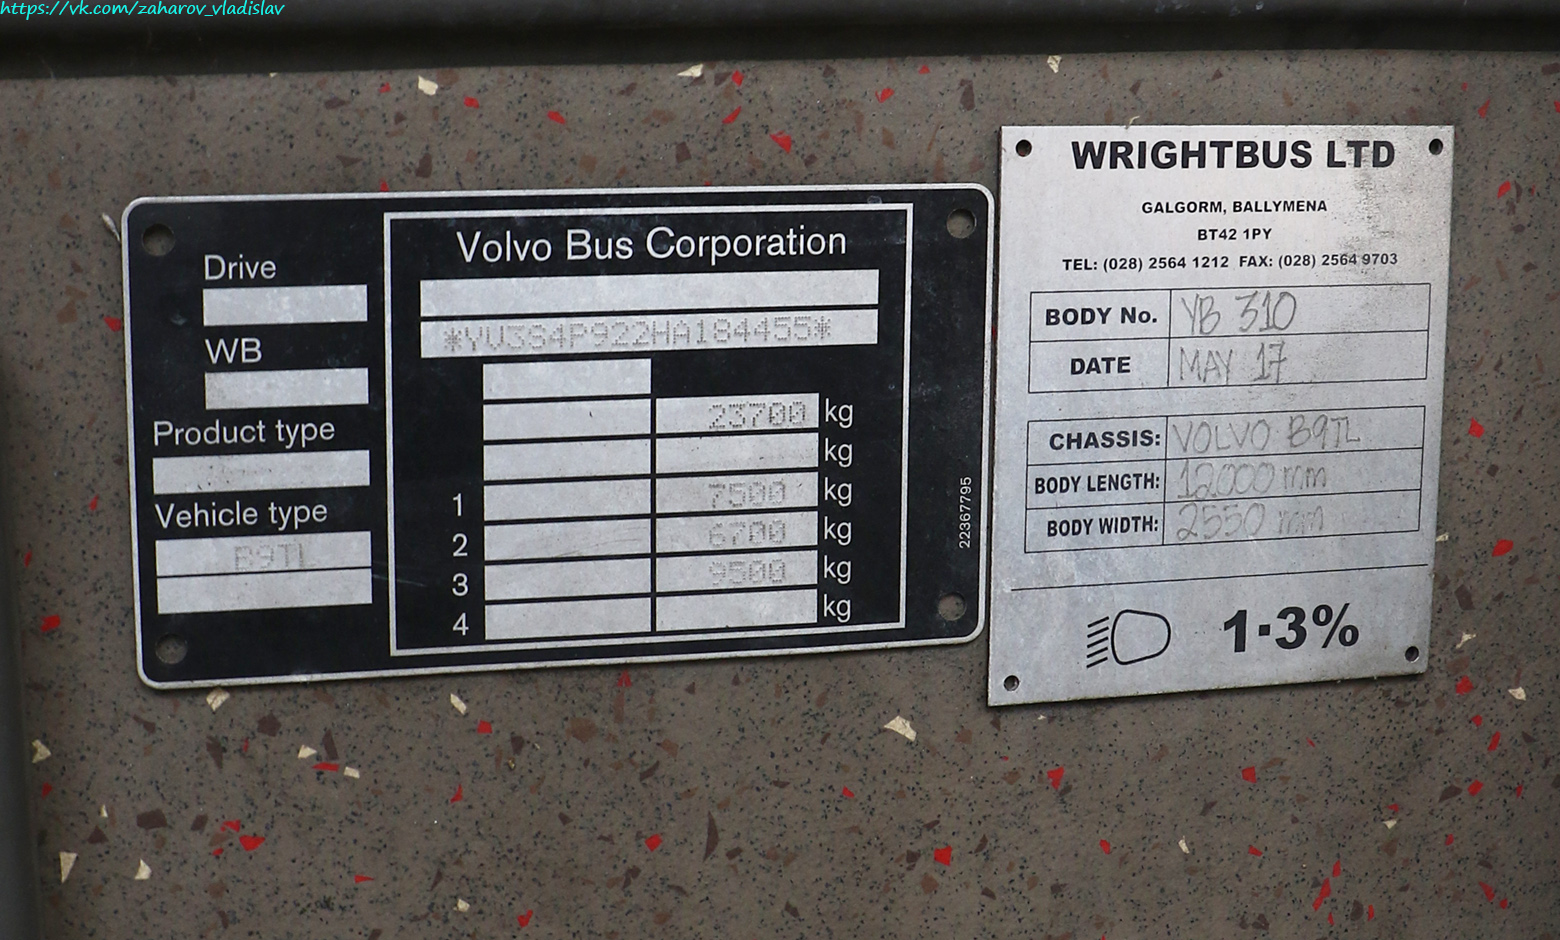 https://vk.com/zaharov_vladislav
Volvo Bus Corporation
Drive
WB
Product type
Vehicle type
B9TL
*YV3S4P922HA184455*
23700 kg
kg
1 7500 kg
2 6700 kg
3 9500 kg
4 kg
22367795
WRIGHTBUS LTD
GALGORM, BALLYMENA
BT42 1PY
TEL: (028) 2564 1212 FAX: (028) 2564 9703
BODY No. YB 310
DATE MAY 17
CHASSIS: VOLVO B9TL
BODY LENGTH: 12000 mm
BODY WIDTH: 2550 mm
1·3%